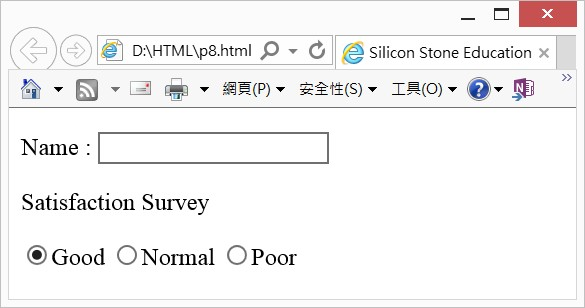 D:\HTML\p8.html
Silicon Stone Education
網頁(P)
安全性(S)
工具(O)
Name :
Satisfaction Survey
Good Normal Poor